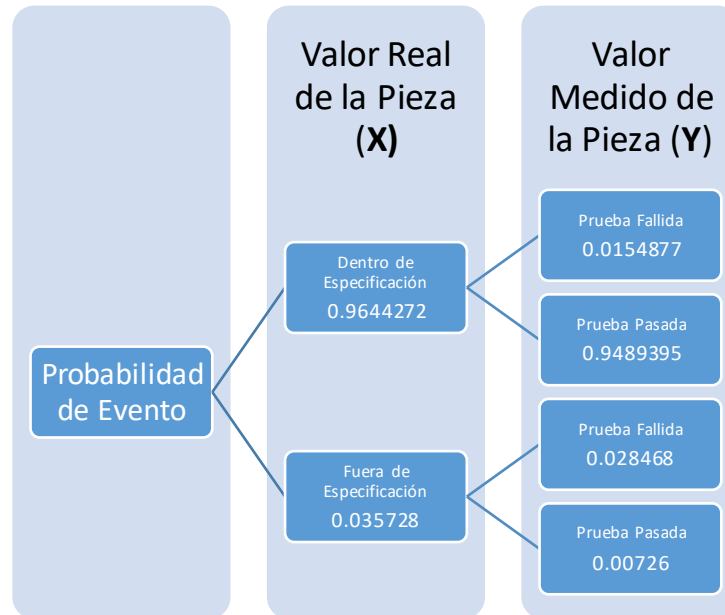 Probabilidad
de Evento
Valor Real
de la Pieza
(X)
Dentro de
Especificación
0.9644272
Fuera de
Especificación
0.035728
Valor
Medido de
la Pieza (Y)
Prueba Fallida
0.0154877
Prueba Pasada
0.9489395
Prueba Fallida
0.028468
Prueba Pasada
0.00726